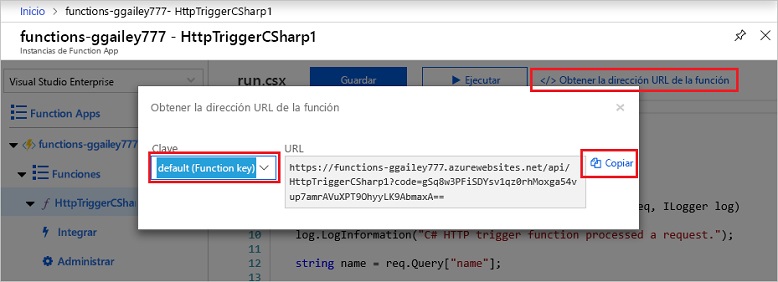 Inicio > functions-ggailey777- HttpTriggerCSharp1
functions-ggailey777 - HttpTriggerCSharp1
Instancias de Function App
Visual Studio Enterprise
run.csx
Guardar
Ejecutar
</> Obtener la dirección URL de la función
Function Apps
functions-ggailey777
Funciones
f HttpTriggerCSha
Integrar
Administrar
Obtener la dirección URL de la función
Clave
default (Function key)
URL
https://functions-ggailey777.azurewebsites.net/api/
HttpTriggerCSharp1?code=gSq8w3PFiSDYsv1qz0rhMoxga54v
up7amrAVuXPT9OhyyLK9AbmaxA==
Copiar
eq, ILogger log)
10 log.LogInformation("C# HTTP trigger function processed a request.");
11
12 string name = req.Query["name"];
13